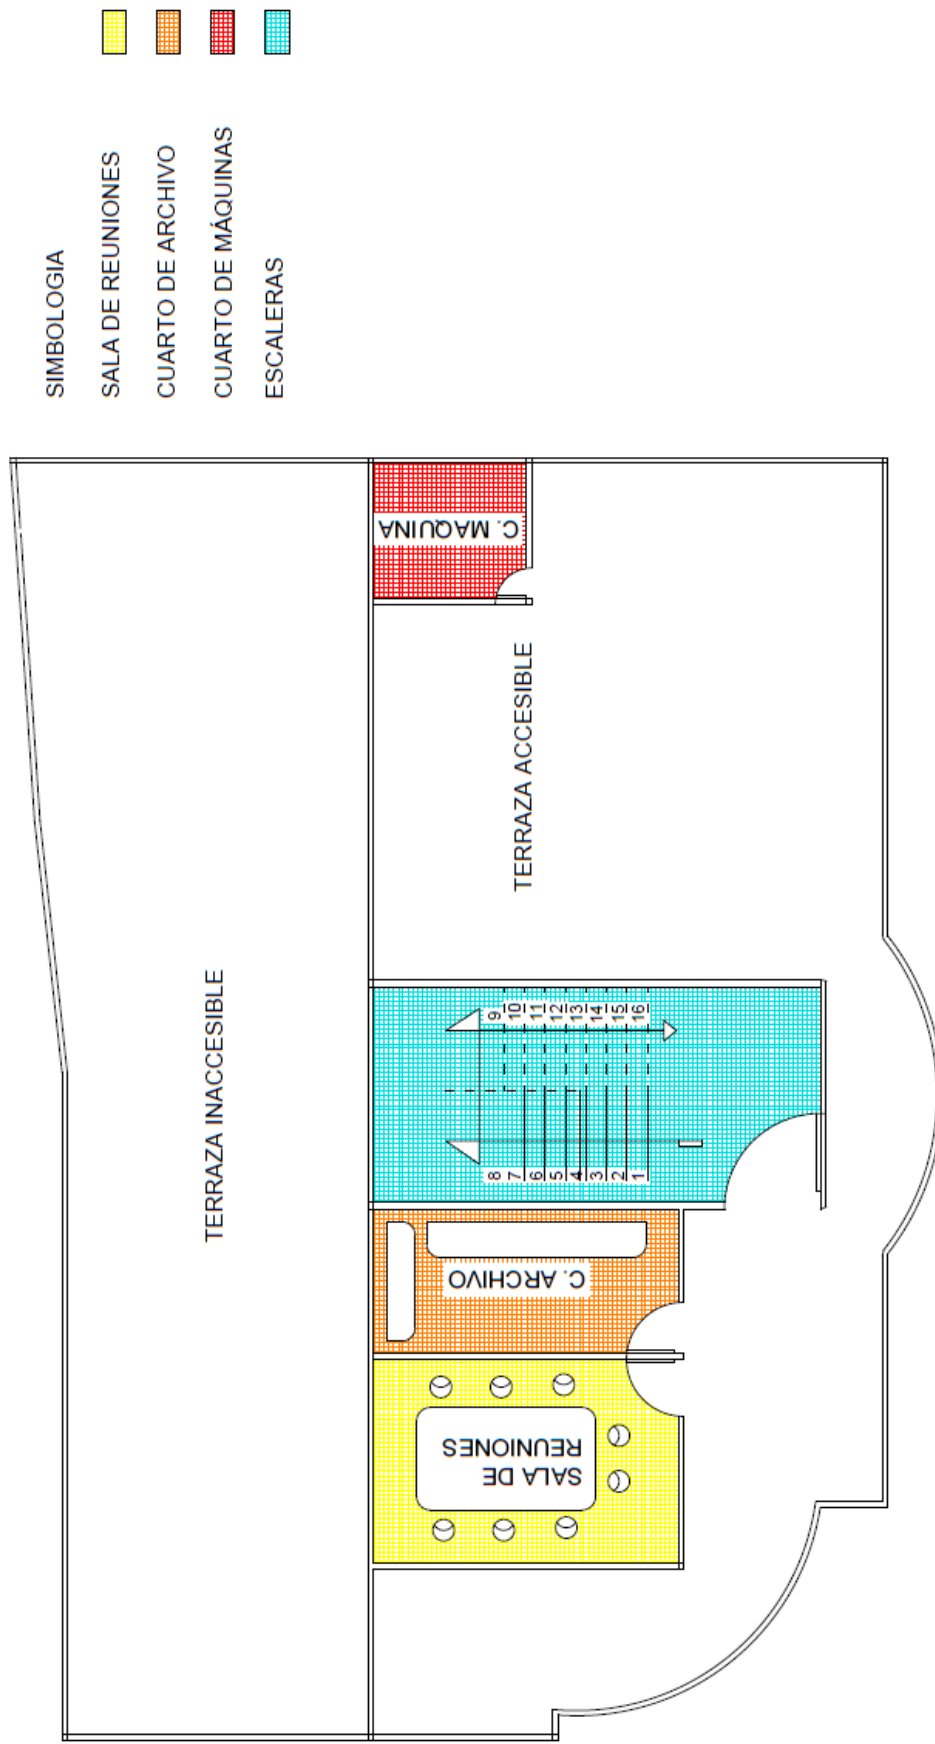 SIMBOLOGIA
SALA DE REUNIONES
CUARTO DE ARCHIVO
CUARTO DE MÁQUINAS
ESCALERAS
TERRAZA INACCESIBLE
C. MAQUINA
TERRAZA ACCESIBLE
8
7
6
5
4
3
2
1
9
10
11
12
13
14
15
16
C. ARCHIVO
SALA DE
REUNIONES